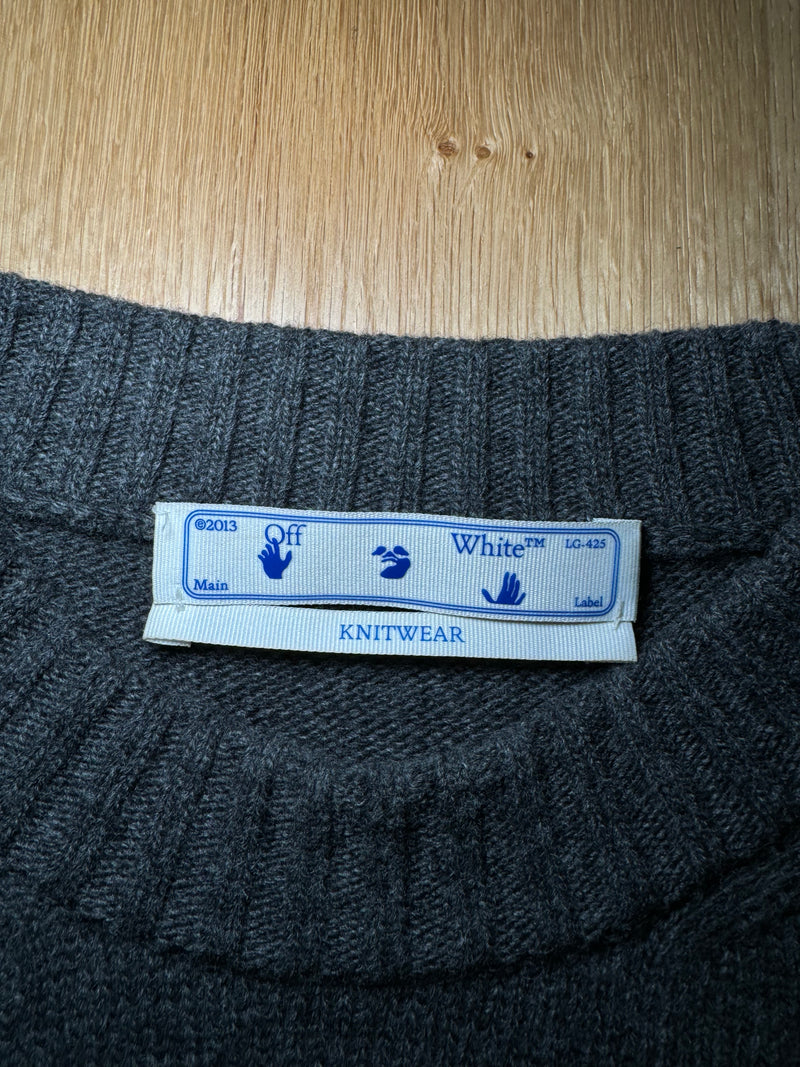 ©2013 Off White™ LG-425
Main Label
KNITWEAR